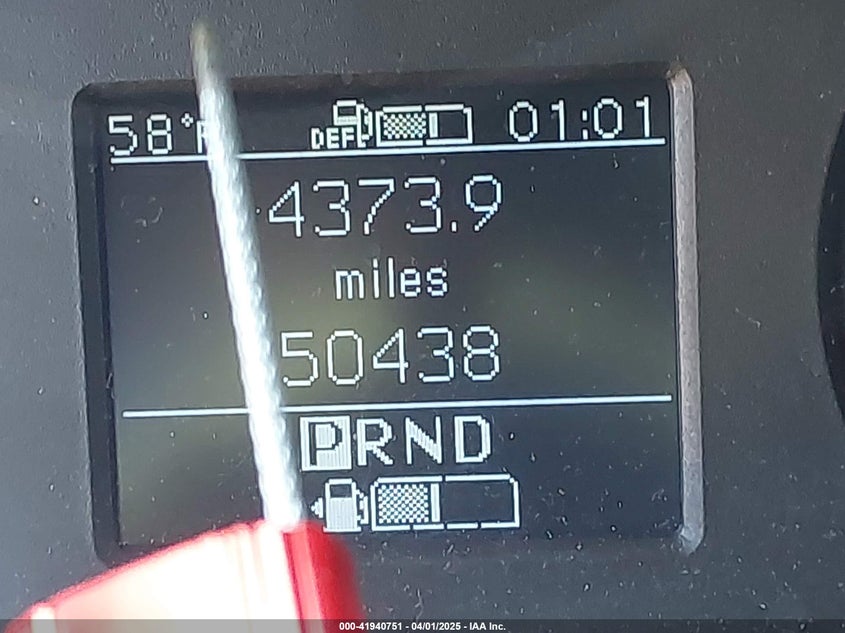 58°F DEF 01:01
4373.9
miles
50438
PRND
000-41940751 - 04/01/2025 - IAA Inc.